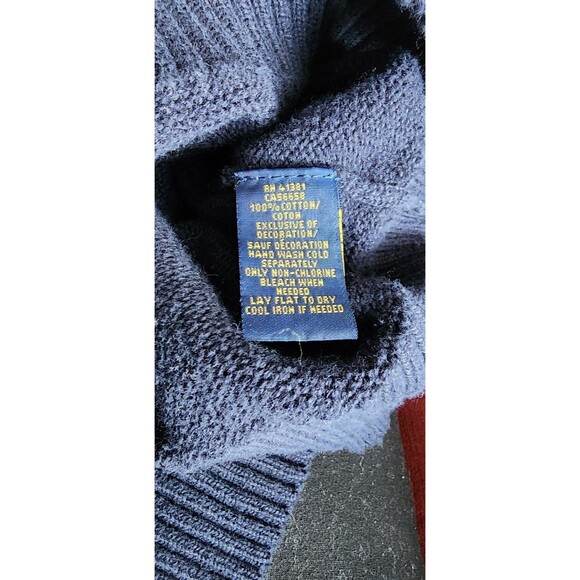 RN 41381
CA56658
100% COTTON/
COTON
EXCLUSIVE OF
DECORATION/
SAUF DÉCORATION
HAND WASH COLD
SEPARATELY
ONLY NON-CHLORINE
BLEACH WHEN
NEEDED
LAY FLAT TO DRY
COOL IRON IF NEEDED